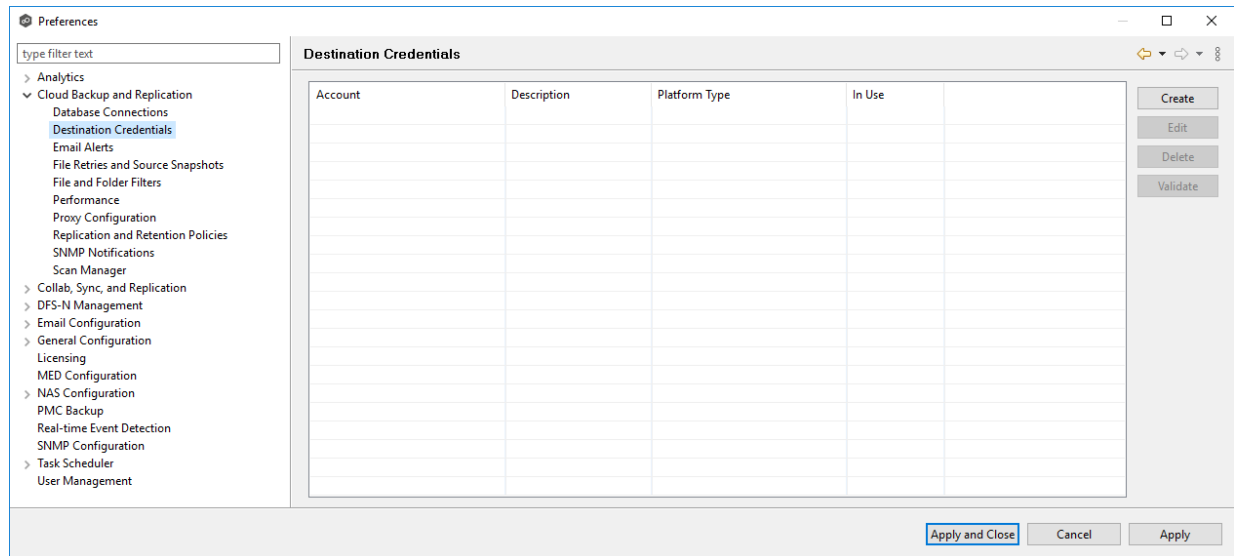 Preferences
type filter text
Analytics
Cloud Backup and Replication
Database Connections
Destination Credentials
Email Alerts
File Retries and Source Snapshots
File and Folder Filters
Performance
Proxy Configuration
Replication and Retention Policies
SNMP Notifications
Scan Manager
Collab, Sync, and Replication
DFS-N Management
Email Configuration
General Configuration
Licensing
MED Configuration
NAS Configuration
PMC Backup
Real-time Event Detection
SNMP Configuration
Task Scheduler
User Management
Destination Credentials
Account Description Platform Type In Use
Create
Edit
Delete
Validate
Apply and Close Cancel Apply